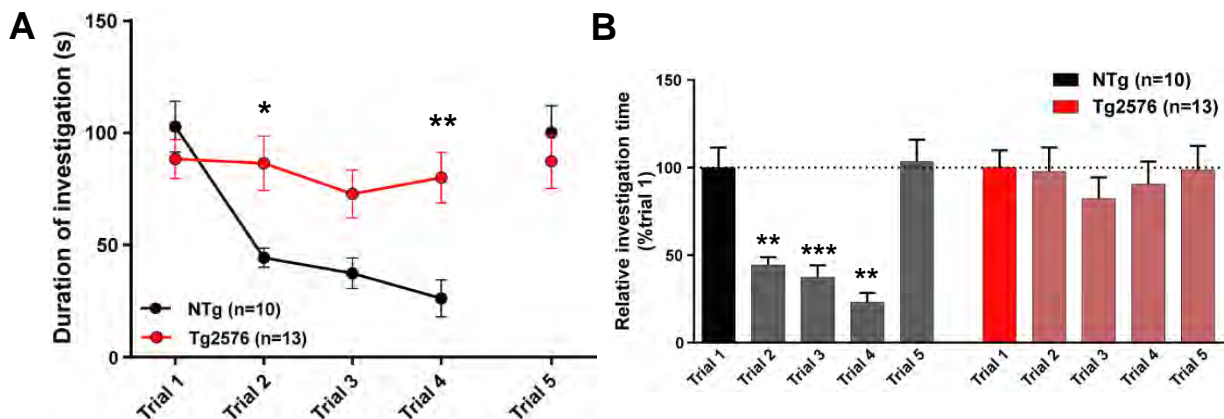 A
150
100
50
0
Duration of investigation (s)
*
**
NTg (n=10)
Tg2576 (n=13)
Trial 1
Trial 2
Trial 3
Trial 4
Trial 5
B
NTg (n=10)
Tg2576 (n=13)
150
100
50
0
Relative investigation time
(%trial 1)
**
***
**
Trial 1
Trial 2
Trial 3
Trial 4
Trial 5
Trial 1
Trial 2
Trial 3
Trial 4
Trial 5